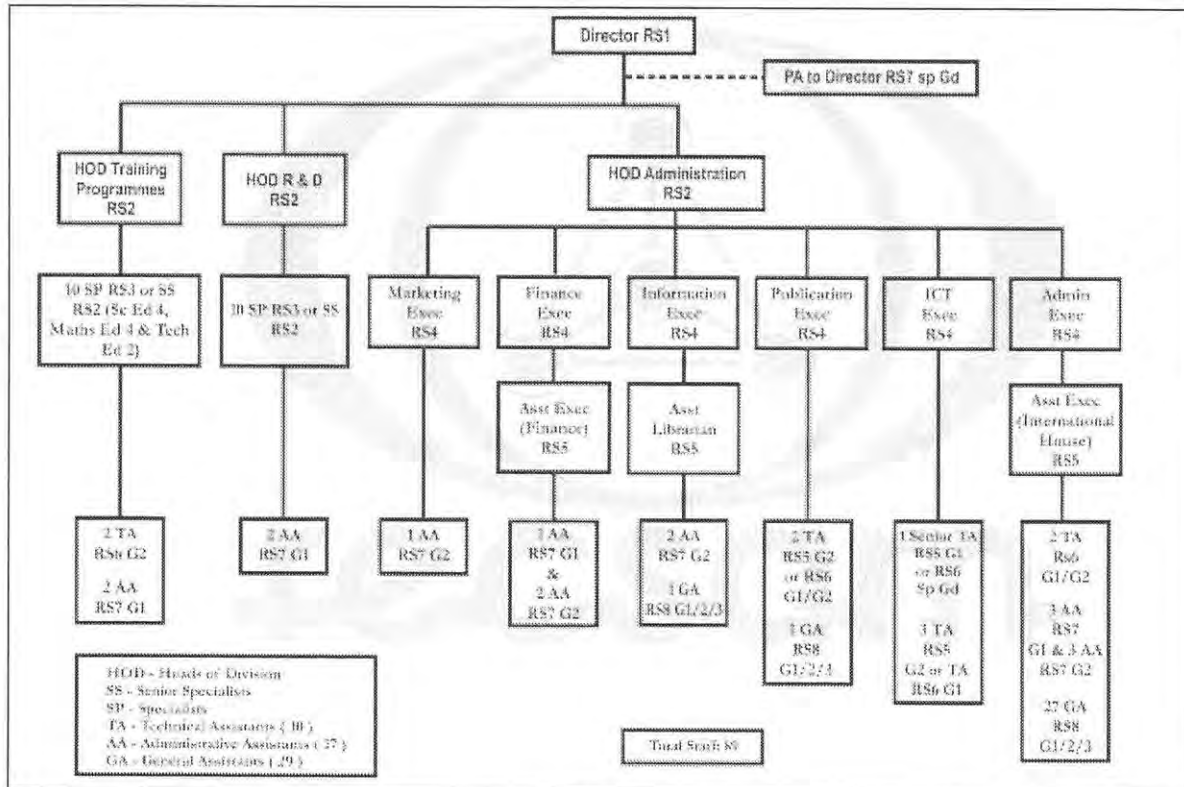 Director RS1
PA to Director RS7 sp Gd
HOD Training
Programmes
RS2
HOD R & D
RS2
HOD Administration
RS2
10 SP RS3 or SS
RS2 (Sc Ed 4,
Maths Ed 4 & Tech
Ed 2)
10 SP RS3 or SS
RS2
Marketing
Exec
RS4
Finance
Exec
RS4
Information
Exec
RS4
Publication
Exec
RS4
ICT
Exec
RS4
Admin
Exec
RS4
Asst Exec
(Finance)
RS5
Asst
Librarian
RS5
Asst Exec
(International
House)
RS5
2 TA
RS6 G2
2 AA
RS7 G1
2 AA
RS7 G1
1 AA
RS7 G2
1 AA
RS7 G1
&
2 AA
RS7 G2
2 AA
RS7 G2
1 GA
RS8 G1/2/3
2 TA
RS5 G2
or RS6
G1/G2
1 GA
RS8
G1/2/3
1 Senior TA
RS5 G1
or RS6
Sp Gd
3 TA
RS5
G2 or TA
RS6 G1
2 TA
Rs6
G1/G2
3 AA
RS7
G1 & 3 AA
RS7 G2
27 GA
RS8
G1/2/3
HOD - Heads of Division
SS - Senior Specialists
SP - Specialists
TA - Technical Assistants ( 10 )
AA - Administrative Assistants ( 17 )
GA - General Assistants ( 29 )
Total Staff: